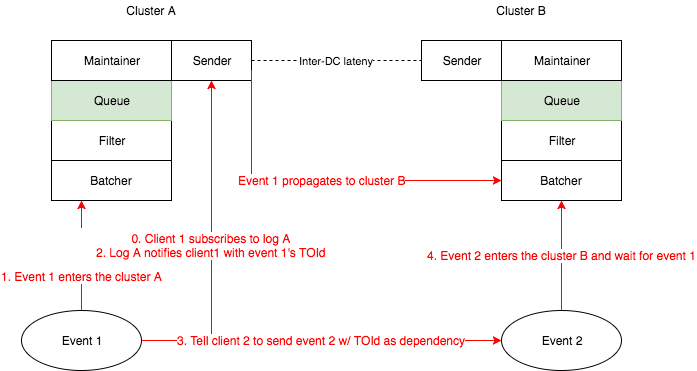 Cluster A
Cluster B
Maintainer
Sender
Inter-DC lateny
Sender
Maintainer
Queue
Queue
Filter
Filter
Batcher
Event 1 propagates to cluster B
Batcher
0. Client 1 subscribes to log A
2. Log A notifies client1 with event 1's TOId
4. Event 2 enters the cluster B and wait for event 1
1. Event 1 enters the cluster A
Event 1
3. Tell client 2 to send event 2 w/ TOId as dependency
Event 2